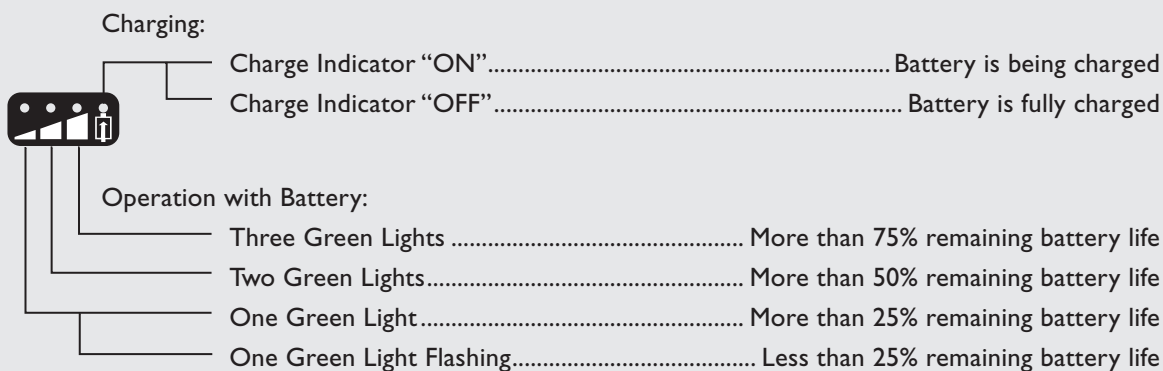 Charging:
Charge Indicator “ON”................................................................Battery is being charged
Charge Indicator “OFF”................................................................. Battery is fully charged
Operation with Battery:
Three Green Lights .............................................. More than 75% remaining battery life
Two Green Lights.................................................. More than 50% remaining battery life
One Green Light................................................... More than 25% remaining battery life
One Green Light Flashing...................................... Less than 25% remaining battery life